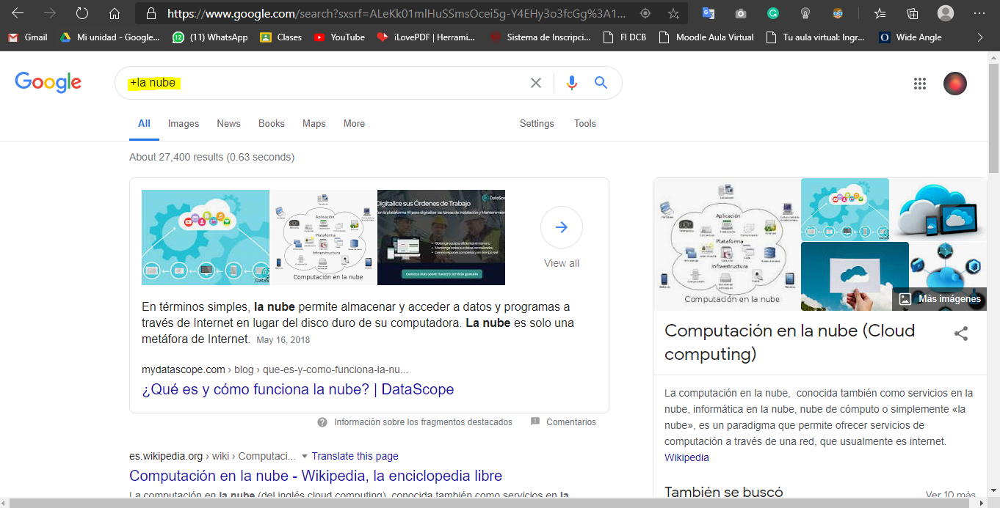 https://www.google.com/search?sxsrf=ALeKk01mlHuSSmsOcei5g-Y4EHy3o3fcGg%3A1...
Gmail Mi unidad - Google... (11) WhatsApp Clases YouTube iLovePDF | Herrami... Sistema de Inscripci... FI DCB Moodle Aula Virtual Tu aula virtual: Ingr... Wide Angle
Google
+la nube
All Images News Books Maps More Settings Tools
About 27,400 results (0.63 seconds)
Digitalice sus Órdenes de Trabajo
Aplicación
Plataforma
Infraestructura
Computación en la nube
Conozca más sobre nuestro servicio gratuito
View all
En términos simples, la nube permite almacenar y acceder a datos y programas a
través de Internet en lugar del disco duro de su computadora. La nube es solo una
metáfora de Internet. May 16, 2018
mydatascope.com › blog › que-es-y-como-funciona-la-nu...
¿Qué es y cómo funciona la nube? | DataScope
Información sobre los fragmentos destacados Comentarios
es.wikipedia.org › wiki › Computaci... Translate this page
Computación en la nube - Wikipedia, la enciclopedia libre
La computación en la nube (del inglés cloud computing), conocida también como servicios en la
Aplicación
Plataforma
Infraestructura
Computación en la nube
Más imágenes
Computación en la nube (Cloud
computing)
La computación en la nube, conocida también como servicios en la
nube, informática en la nube, nube de cómputo o simplemente «la
nube», es un paradigma que permite ofrecer servicios de
computación a través de una red, que usualmente es internet.
Wikipedia
También se buscó
Ver 10 más